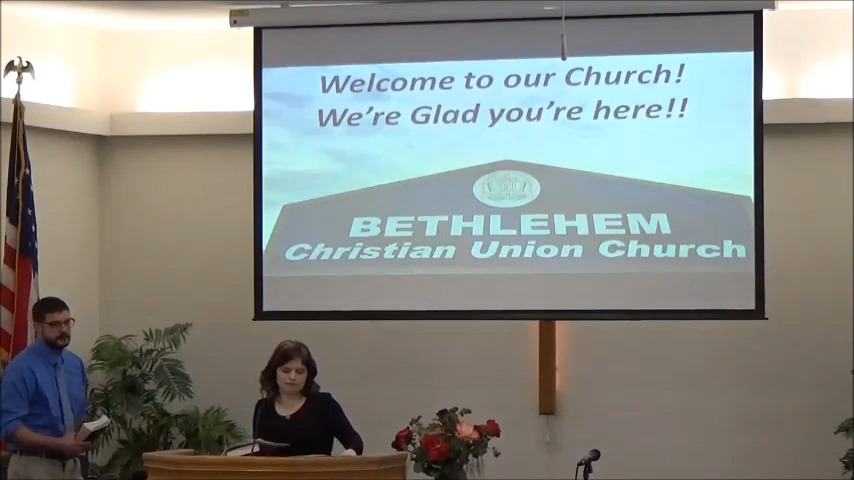 Welcome to our Church!
We're Glad you're here!!
BETHLEHEM
Christian Union Church